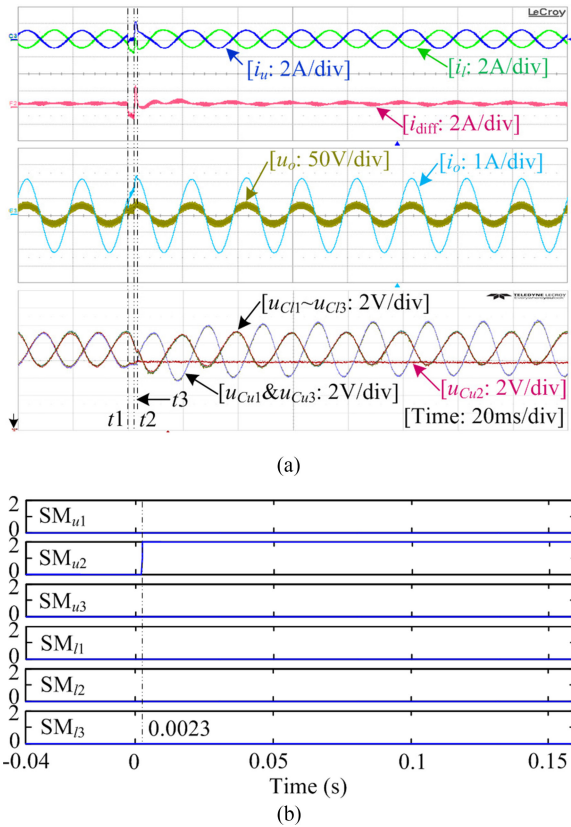 LeCroy
[iu: 2A/div]
[il: 2A/div]
[idiff: 2A/div]
[uo: 50V/div]
[io: 1A/div]
TELEDYNE LECROY
[uCl1~uCl3: 2V/div]
[uCu1&uCu3: 2V/div]
[uCu2: 2V/div]
t1
t2
t3
[Time: 20ms/div]
(a)
2
0
SMu1
2
0
SMu2
2
0
SMu3
2
0
SMl1
2
0
SMl2
2
0
SMl3
0.0023
-0.04 0 0.05 0.1 0.15
Time (s)
(b)